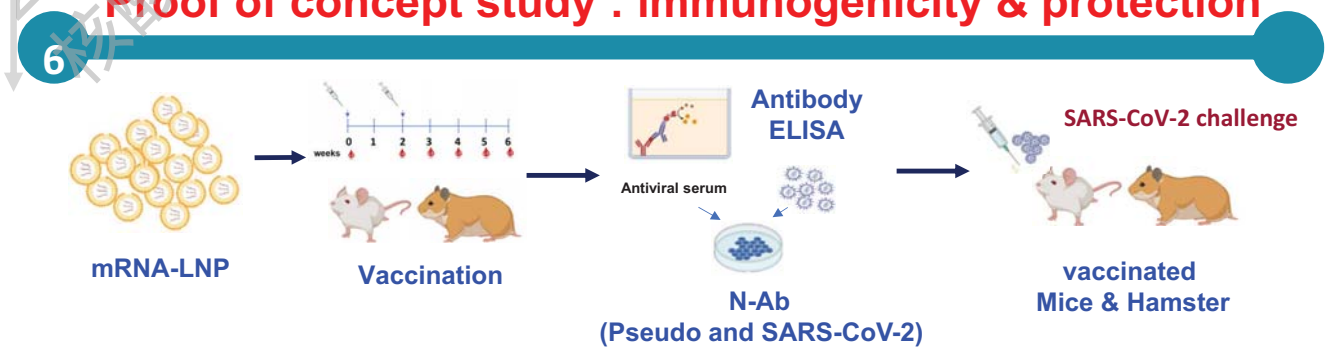 Proof of concept study : immunogenicity & protection
6
weeks 0 1 2 3 4 5 6
mRNA-LNP
Vaccination
Antibody
ELISA
Antiviral serum
N-Ab
(Pseudo and SARS-CoV-2)
SARS-CoV-2 challenge
vaccinated
Mice & Hamster